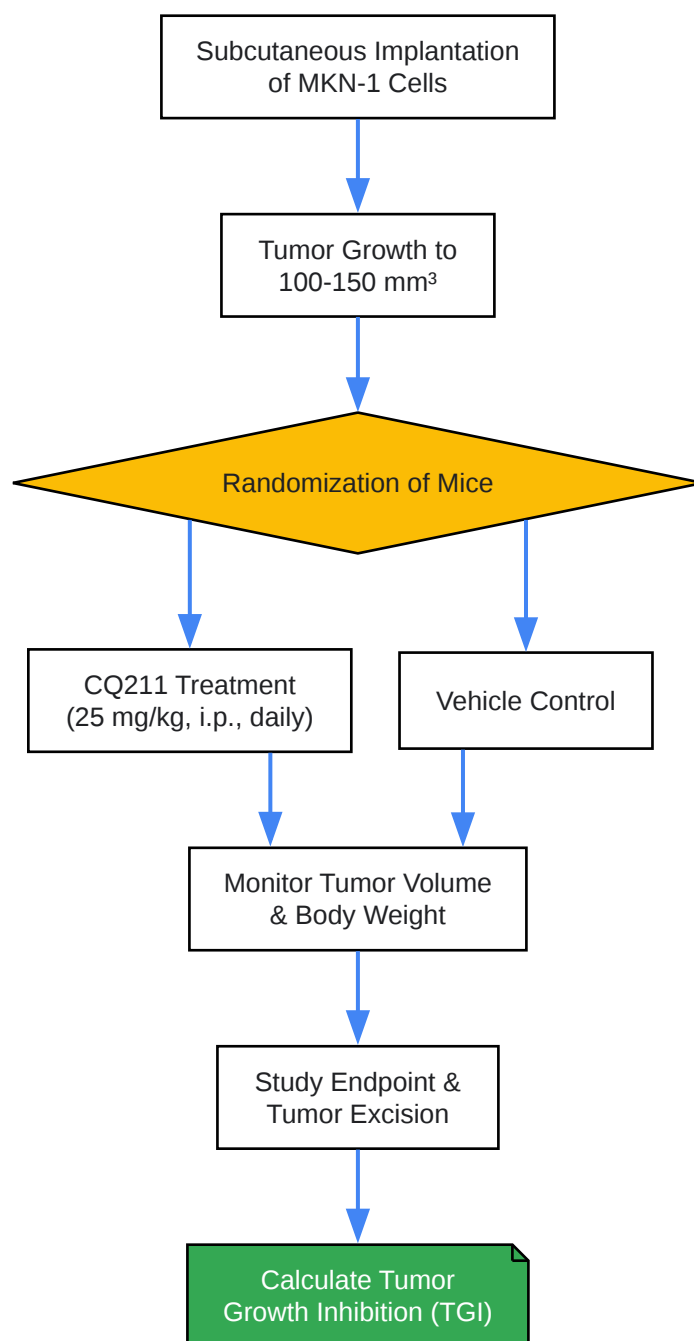 Subcutaneous Implantation
of MKN-1 Cells
Tumor Growth to
100-150 mm³
Randomization of Mice
CQ211 Treatment
(25 mg/kg, i.p., daily)
Vehicle Control
Monitor Tumor Volume
& Body Weight
Study Endpoint &
Tumor Excision
Calculate Tumor
Growth Inhibition (TGI)